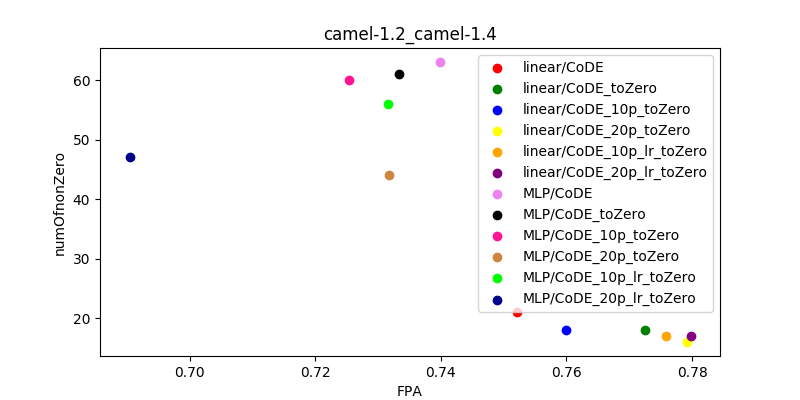 camel-1.2_camel-1.4
numOfnonZero
60
50
40
30
20
linear/CoDE
linear/CoDE_toZero
linear/CoDE_10p_toZero
linear/CoDE_20p_toZero
linear/CoDE_10p_lr_toZero
linear/CoDE_20p_lr_toZero
MLP/CoDE
MLP/CoDE_toZero
MLP/CoDE_10p_toZero
MLP/CoDE_20p_toZero
MLP/CoDE_10p_lr_toZero
MLP/CoDE_20p_lr_toZero
0.70 0.72 0.74 0.76 0.78
FPA